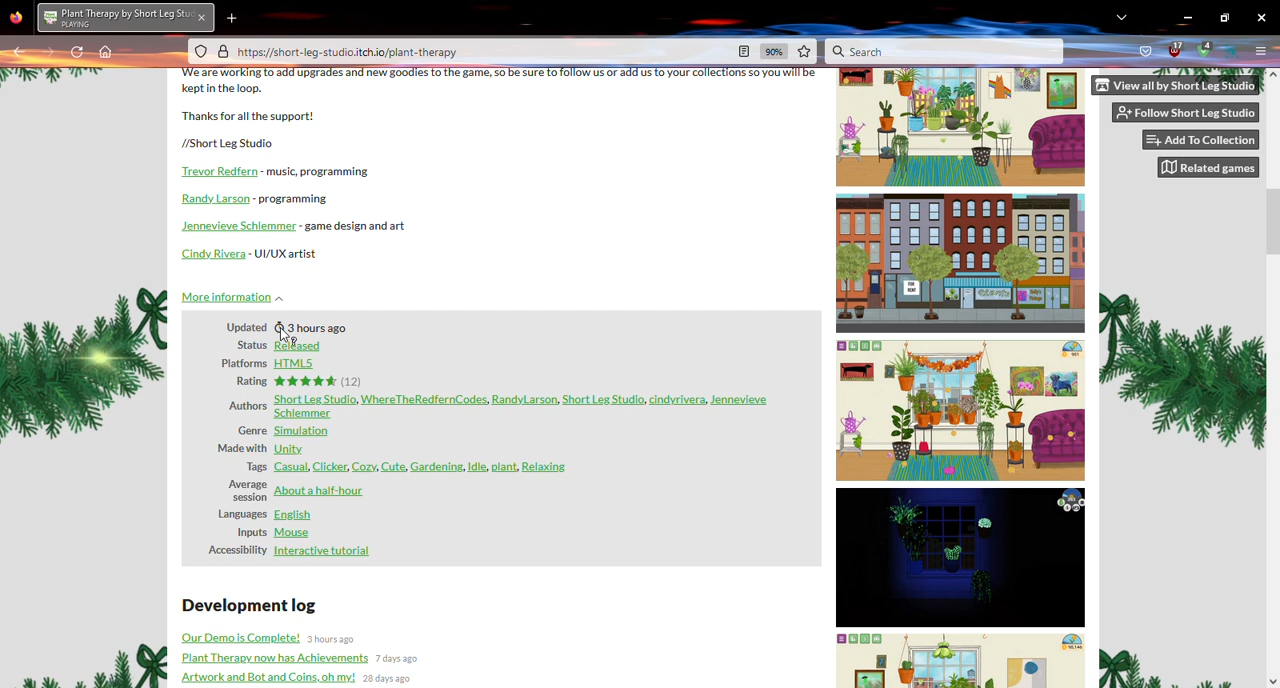 Plant Therapy by Short Leg Stu
PLAYING
https://short-leg-studio.itch.io/plant-therapy
90%
Search
17
4
We are working to add upgrades and new goodies to the game, so be sure to follow us or add us to your collections so you will be
kept in the loop.
Thanks for all the support!
//Short Leg Studio
Trevor Redfern - music, programming
Randy Larson - programming
Jennevieve Schlemmer - game design and art
Cindy Rivera - UI/UX artist
More information
Updated 3 hours ago
Status Released
Platforms HTML5
Rating (12)
Authors Short Leg Studio, WhereTheRedfernCodes, RandyLarson, Short Leg Studio, cindyrivera, Jennevieve
Schlemmer
Genre Simulation
Made with Unity
Tags Casual, Clicker, Cozy, Cute, Gardening, Idle, plant, Relaxing
Average
session About a half-hour
Languages English
Inputs Mouse
Accessibility Interactive tutorial
Development log
Our Demo is Complete! 3 hours ago
Plant Therapy now has Achievements 7 days ago
Artwork and Bot and Coins, oh my! 28 days ago
FOR
RENT
View all by Short Leg Studio
Follow Short Leg Studio
Add To Collection
Related games